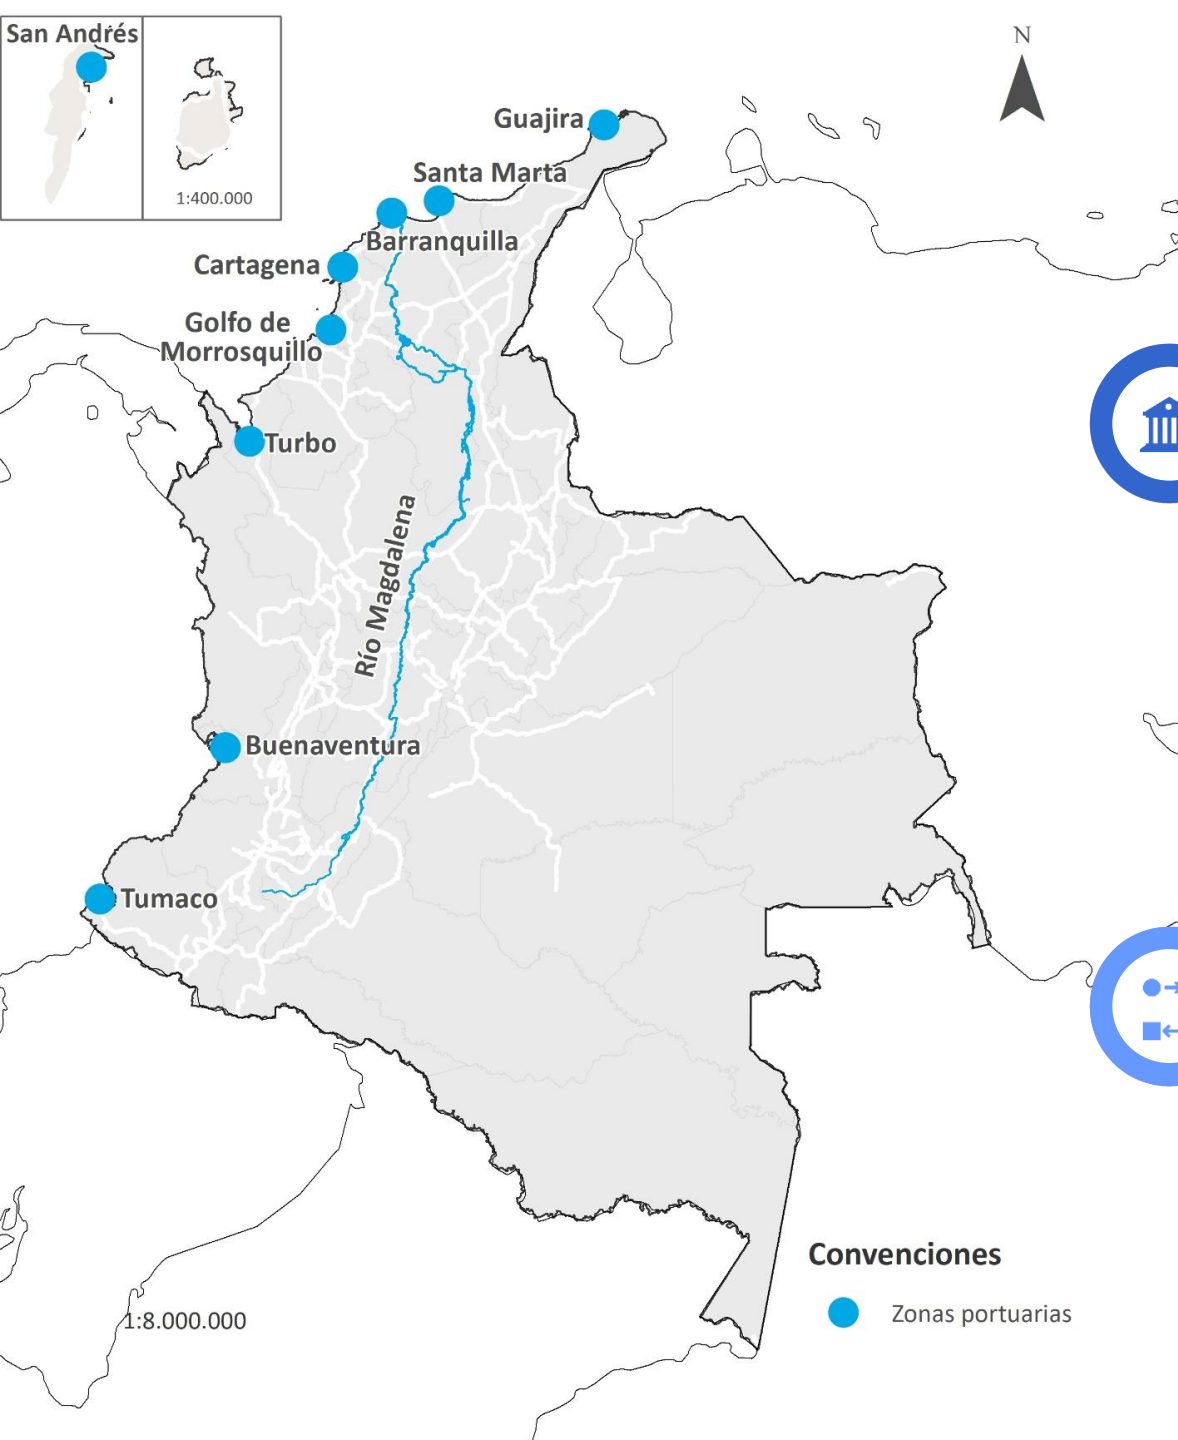 San Andrés
1:400.000
N
Guajira
Santa Marta
Barranquilla
Cartagena
Golfo de
Morrosquillo
Turbo
Río Magdalena
Buenaventura
Tumaco
Convenciones
Zonas portuarias
1:8.000.000